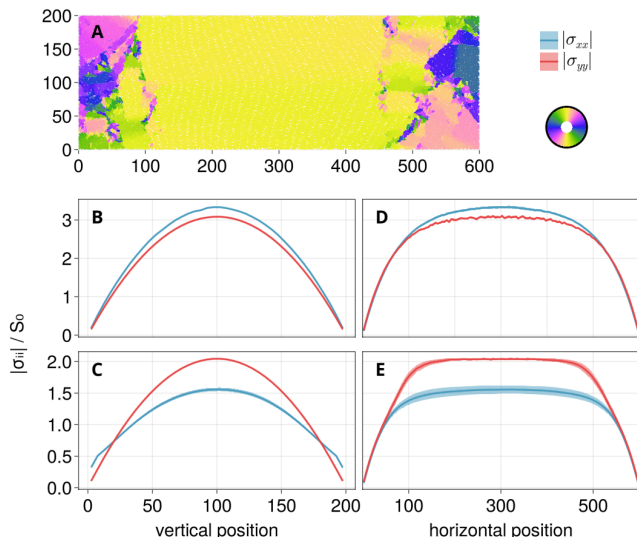 A
200
150
100
50
0
0 100 200 300 400 500 600
|σxx|
|σyy|
B
D
3
2
1
0
|σii| / S₀
C
E
2.0
1.5
1.0
0.5
0.0
0 50 100 150 200
100 300 500
vertical position
horizontal position